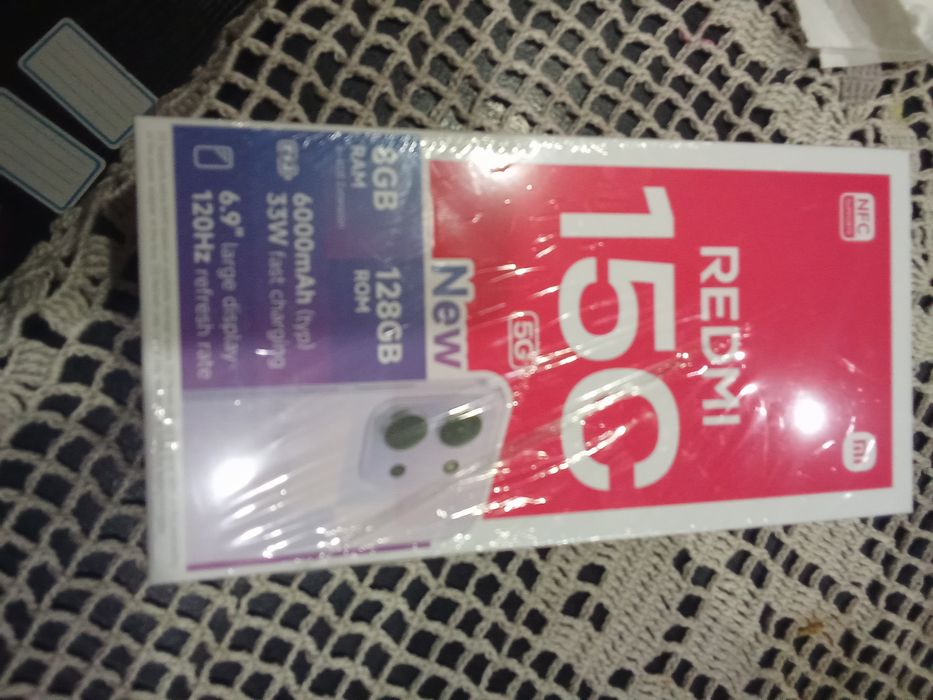 NFC
mi
REDMI
15C
5G
New
8GB
RAM
128GB
ROM
6000mAh (typ)
33W fast charging
6.9" large display
120Hz refresh rate